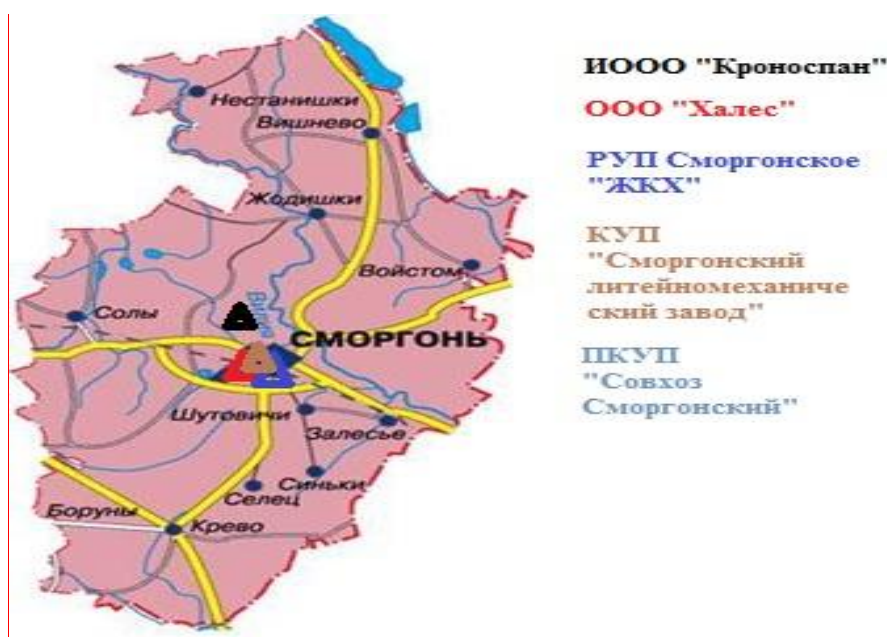 Нестанишки
Вишнево
Жодишки
Войстом
Солы
Вилия
СМОРГОНЬ
Шутовичи
Залесье
Синьки
Селец
Боруны
Крево
ИООО "Кроноспан"
ООО "Халес"
РУП Сморгонское
"ЖКХ"
КУП
"Сморгонский
литейномеханиче
ский завод"
ПКУП
"Совхоз
Сморгонский"